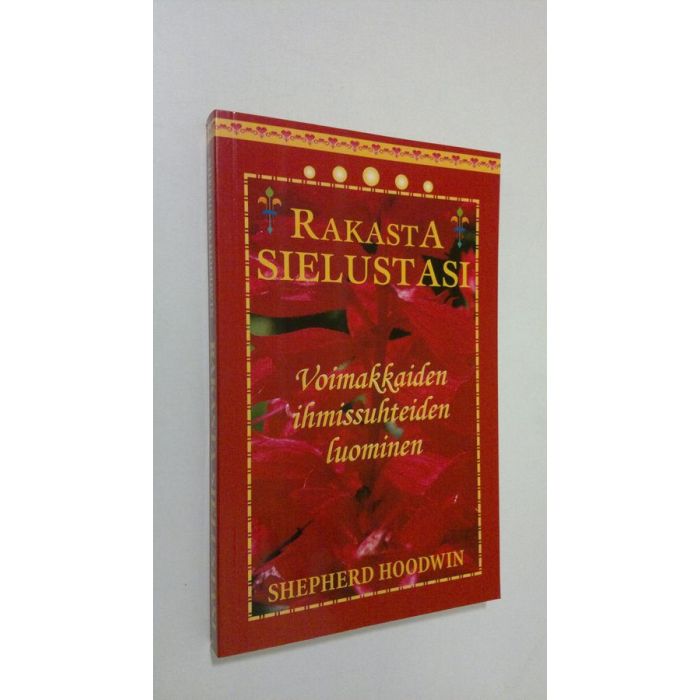 RAKASTA
SIELUSTASI
Voimakkaiden
ihmissuhteiden
luominen
SHEPHERD HOODWIN